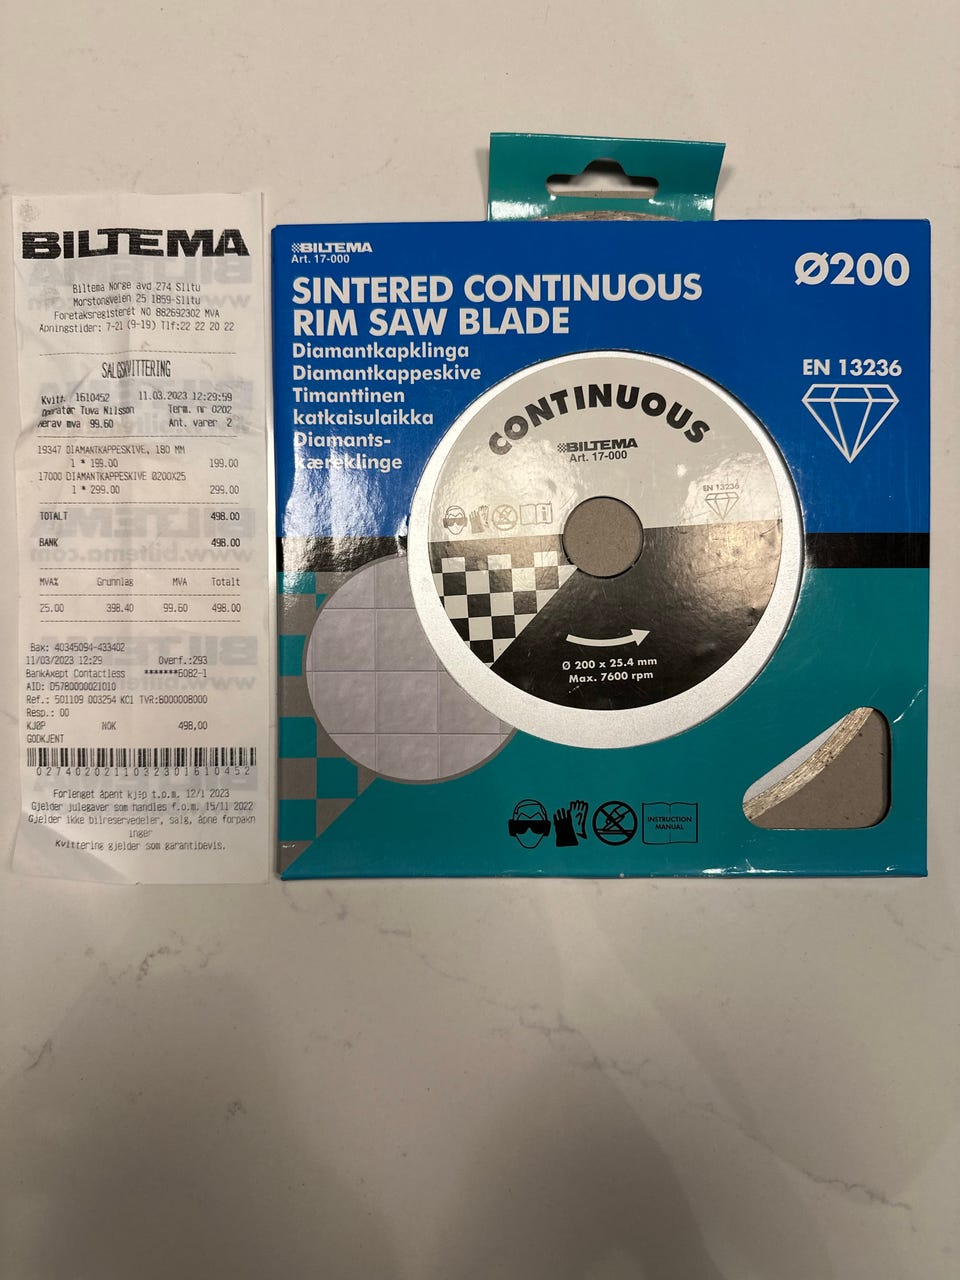 BILTEMA
Biltema Norge avd 274 Slitu
Morstongveien 25 1859-Slitu
Foretaksregisteret NO 882692302 MVA
Åpningstider: 7-21 (9-19) Tlf:22 22 20 22
SALGSKVITTERING
Kvit#: 1610452 11.03.2023 12:29:59
Operatør Tuva Nilsson Term. nr 0202
Herav mva 99.60 Ant. varer 2
19347 DIAMANTKAPPESKIVE, 180 MM
1 * 199.00 199.00
17000 DIAMANTKAPPESKIVE Ø200X25
1 * 299.00 299.00
TOTALT 498.00
BANK 498.00
MVA% Grunnlag MVA Totalt
25.00 398.40 99.60 498.00
Bax: 40345094-433402
11/03/2023 12:29 Overf.:293
BankAxept Contactless *******6082-1
AID: D5780000021010
Ref.: 501109 003254 KC1 TVR:8000008000
Resp.: 00
KJØP NOK 498,00
GODKJENT
0274020211032301610452
Forlenget åpent kjøp t.o.m. 12/1 2023
Gjelder julegaver som handles f.o.m. 15/11 2022
Gjelder ikke bilreservedeler, salg, åpne forpakn
inger
Kvittering gjelder som garantibevis.
BILTEMA
Art. 17-000
Ø200
SINTERED CONTINUOUS
RIM SAW BLADE
Diamantkapklinga
Diamantkappeskive
Timanttinen
katkaisulaikka
Diamants-
kæreklinge
EN 13236
CONTINUOUS
BILTEMA
Art. 17-000
EN 13236
Ø 200 x 25.4 mm
Max. 7600 rpm
INSTRUCTION
MANUAL